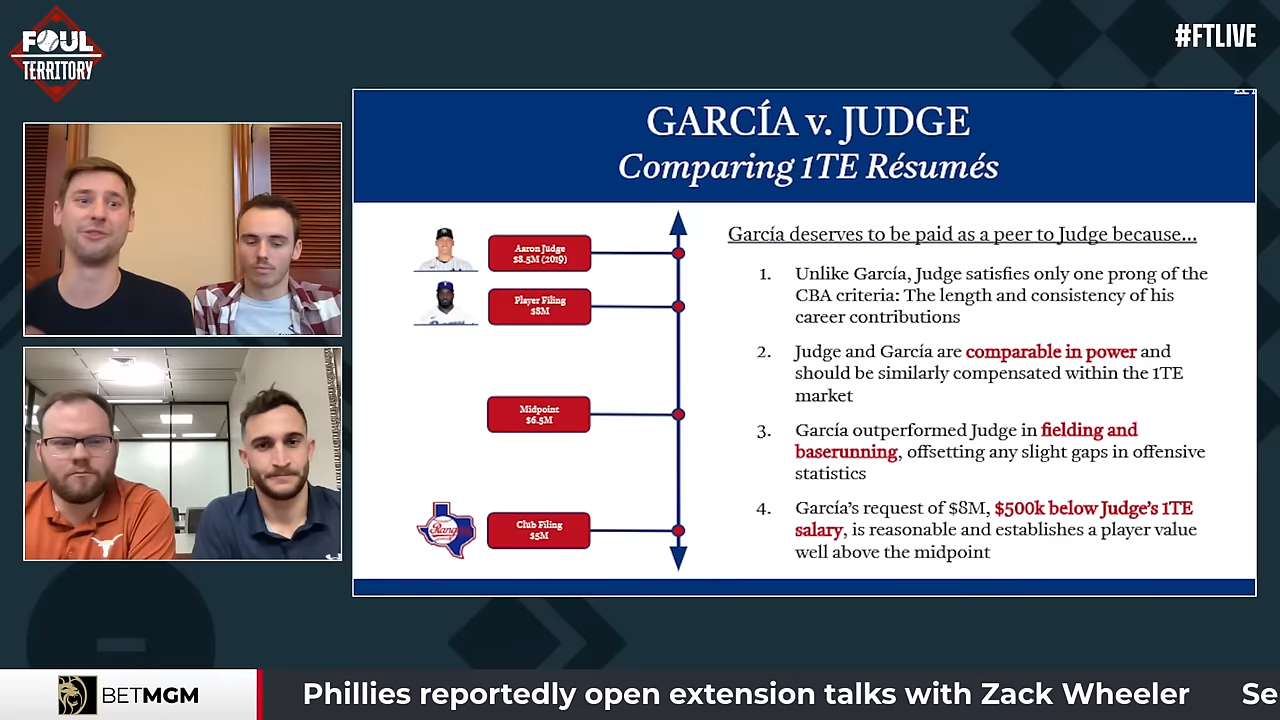 FOUL
TERRITORY
#FTLIVE
GARCÍA v. JUDGE
Comparing 1TE Résumés
Aaron Judge
$8.5M (2019)
Player Filing
$8M
Midpoint
$6.5M
Club Filing
$5M
García deserves to be paid as a peer to Judge because...
1. Unlike García, Judge satisfies only one prong of the
CBA criteria: The length and consistency of his
career contributions
2. Judge and García are comparable in power and
should be similarly compensated within the 1TE
market
3. García outperformed Judge in fielding and
baserunning, offsetting any slight gaps in offensive
statistics
4. García's request of $8M, $500k below Judge's 1TE
salary, is reasonable and establishes a player value
well above the midpoint
BETMGM
Phillies reportedly open extension talks with Zack Wheeler
Se